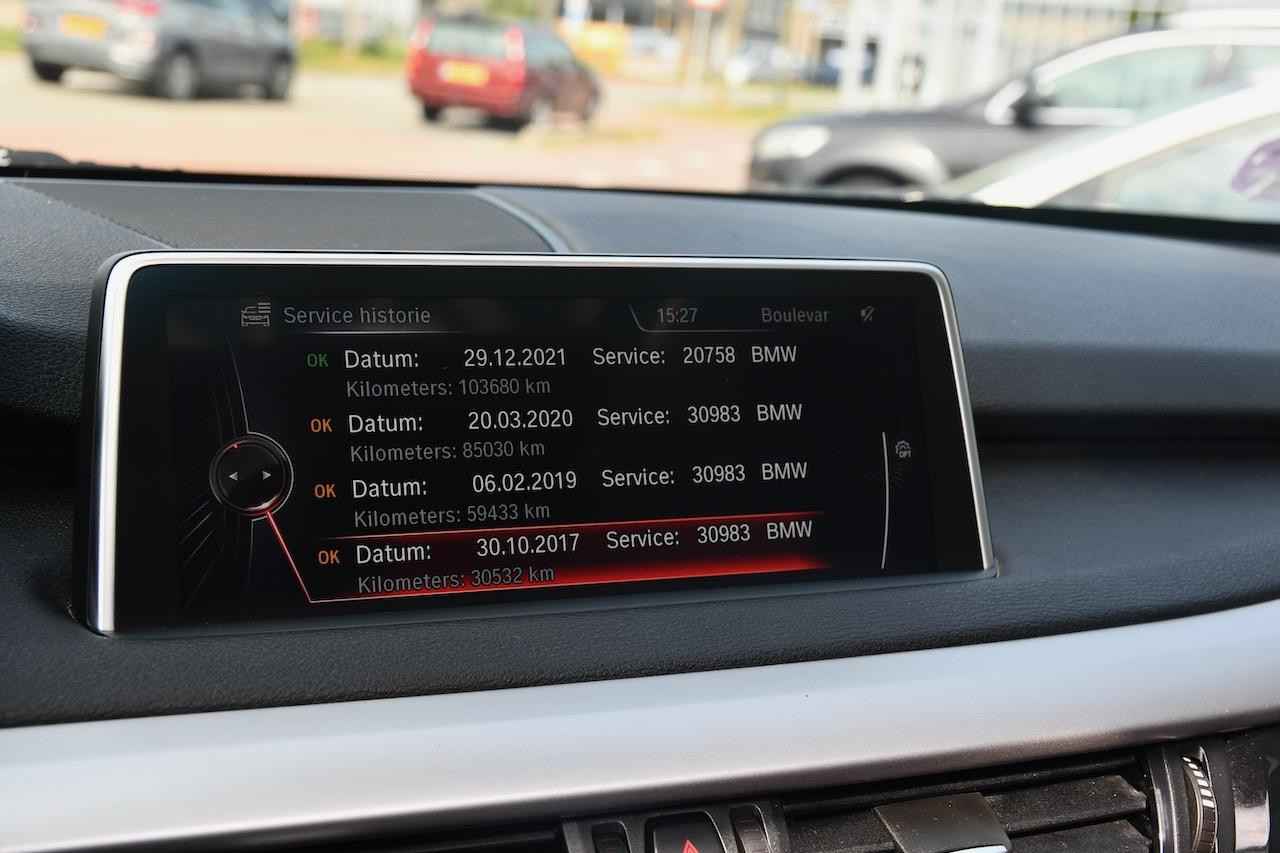 Service historie 15:27 Boulevar
OK Datum: 29.12.2021 Service: 20758 BMW
Kilometers: 103680 km
OK Datum: 20.03.2020 Service: 30983 BMW
Kilometers: 85030 km
OK Datum: 06.02.2019 Service: 30983 BMW
Kilometers: 59433 km
OK Datum: 30.10.2017 Service: 30983 BMW
Kilometers: 30532 km
OPT